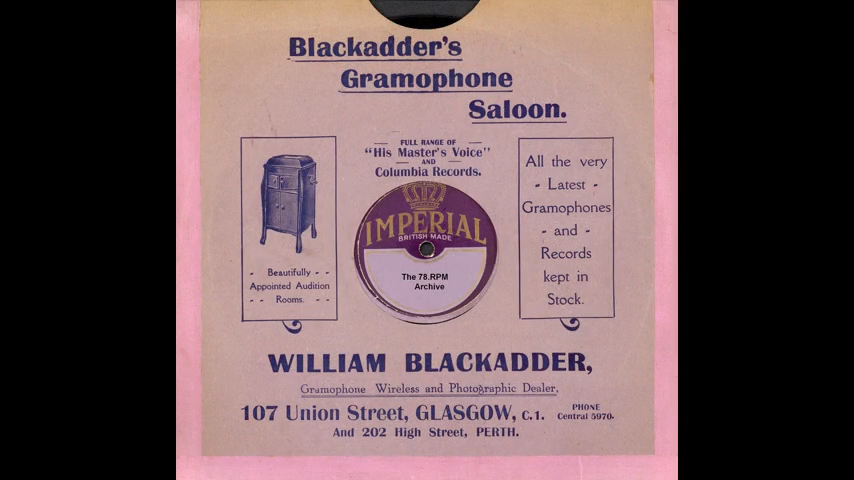 Blackadder's
Gramophone
Saloon.
FULL RANGE OF
"His Master's Voice"
AND
Columbia Records.
IMPERIAL
BRITISH MADE
The 78.RPM
Archive
- Beautifully - -
Appointed Audition
- - Rooms. - -
All the very
- Latest -
Gramophones
- and -
Records
kept in
Stock.
WILLIAM BLACKADDER,
Gramophone Wireless and Photographic Dealer.
107 Union Street, GLASGOW, C.1.
PHONE
Central 5970.
And 202 High Street, PERTH.